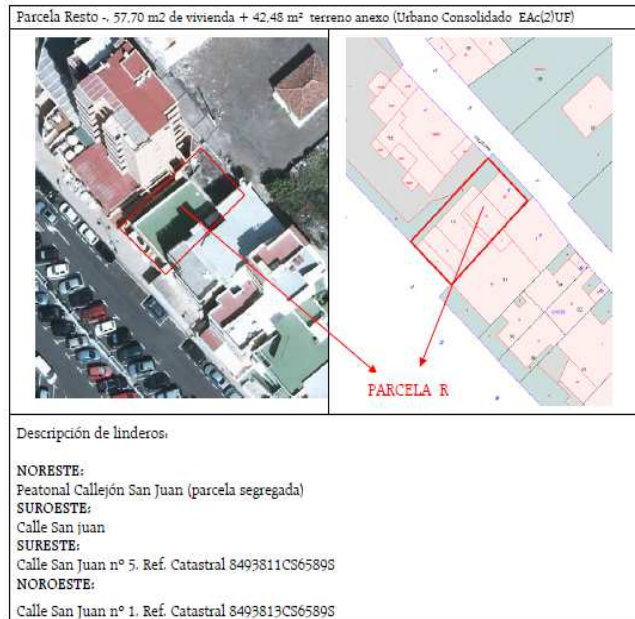 Parcela Resto -. 57,70 m2 de vivienda + 42,48 m² terreno anexo (Urbano Consolidado EAc(2)UF)
PARCELA R
Descripción de linderos:
NORESTE:
Peatonal Callejón San Juan (parcela segregada)
SUROESTE:
Calle San juan
SURESTE:
Calle San Juan nº 5. Ref. Catastral 8493811CS6589S
NOROESTE:
Calle San Juan nº 1. Ref. Catastral 8493813CS6589S